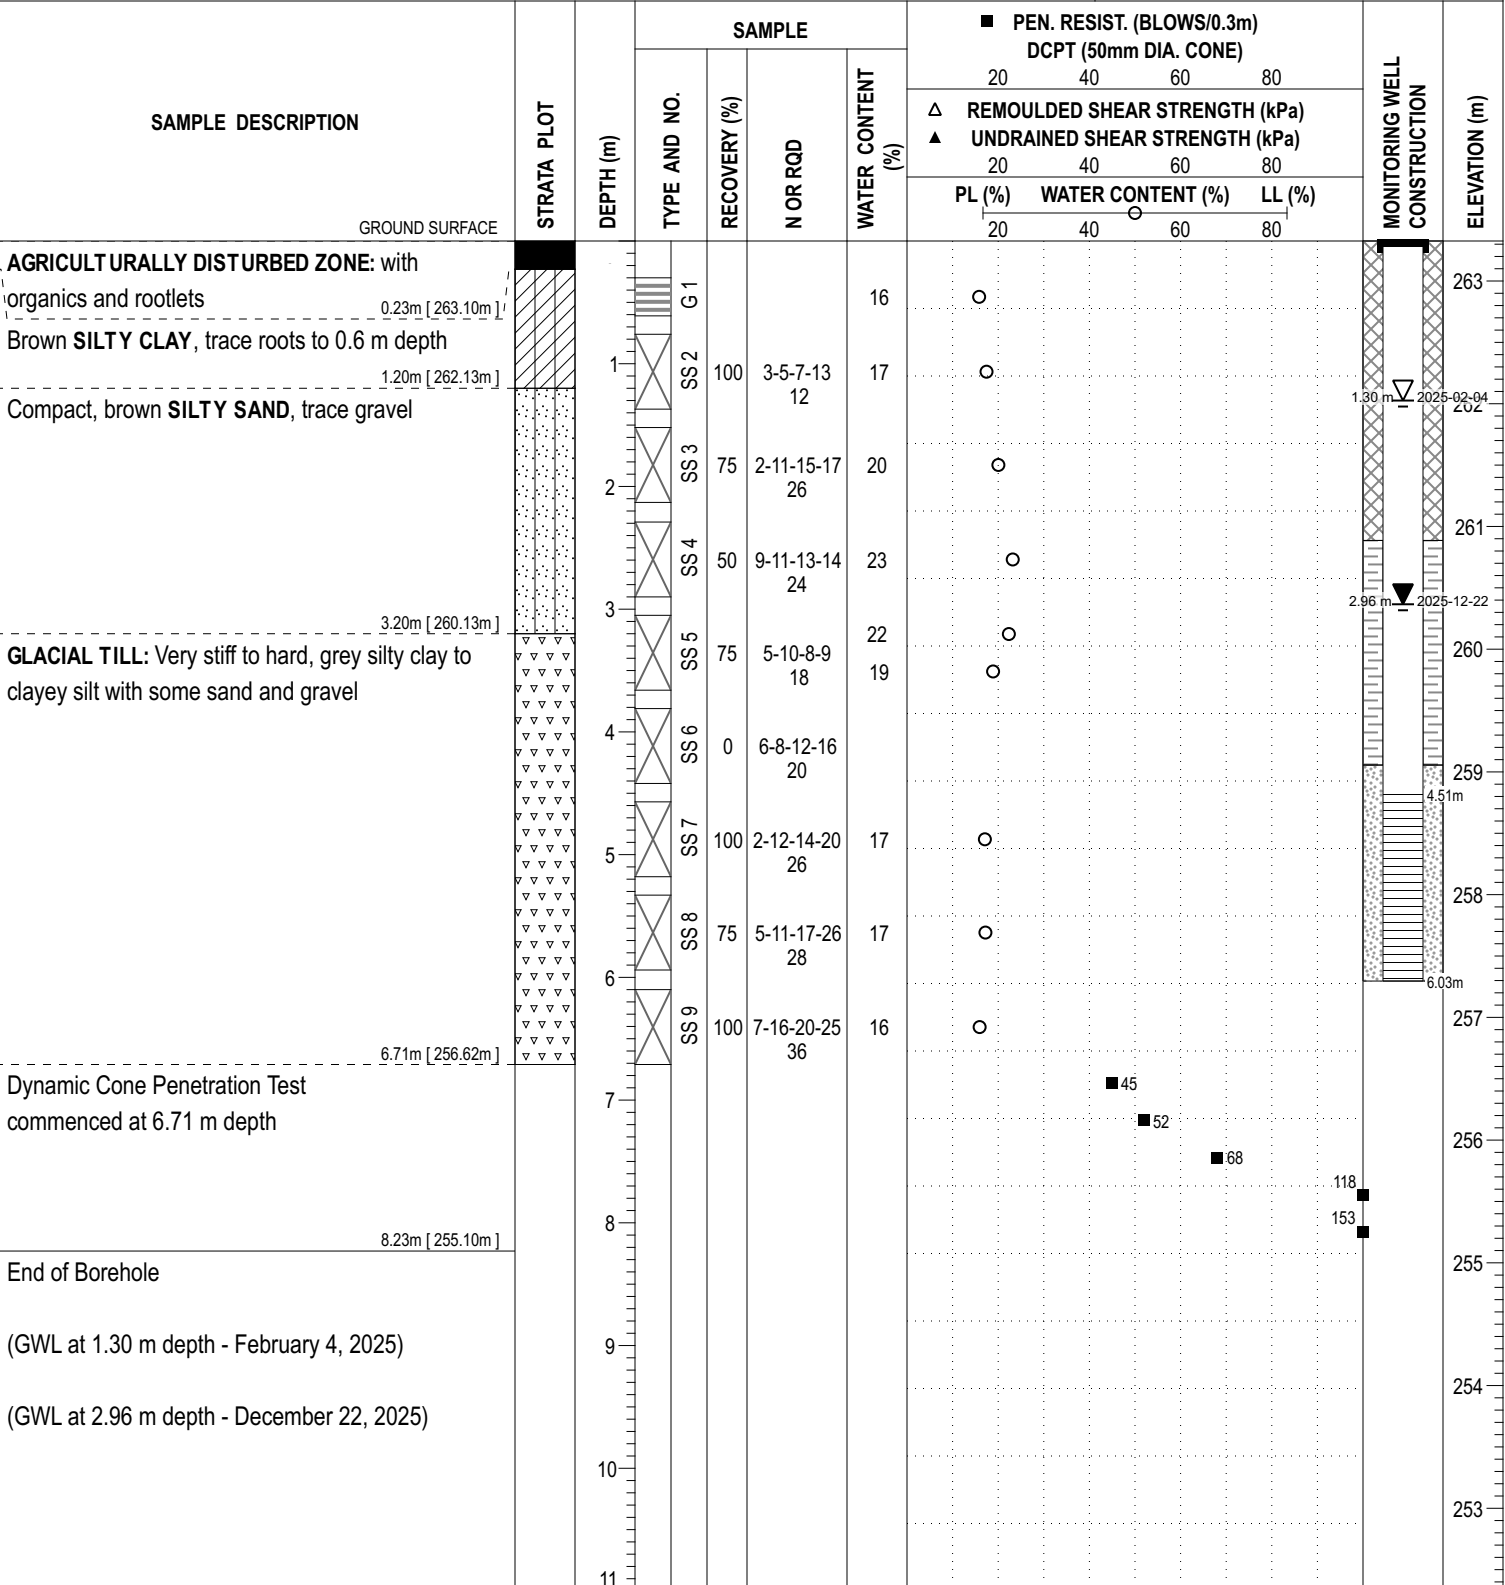 SAMPLE DESCRIPTION
GROUND SURFACE
STRATA PLOT
DEPTH (m)
SAMPLE
TYPE AND NO.
RECOVERY (%)
N OR RQD
WATER CONTENT
(%)
■ PEN. RESIST. (BLOWS/0.3m)
DCPT (50mm DIA. CONE)
20 40 60 80
△ REMOULDED SHEAR STRENGTH (kPa)
▲ UNDRAINED SHEAR STRENGTH (kPa)
20 40 60 80
PL (%) WATER CONTENT (%) LL (%)
20 40 60 80
MONITORING WELL
CONSTRUCTION
ELEVATION (m)
AGRICULTURALLY DISTURBED ZONE: with
organics and rootlets
0.23m [ 263.10m ]
Brown SILTY CLAY, trace roots to 0.6 m depth
1.20m [ 262.13m ]
Compact, brown SILTY SAND, trace gravel
3.20m [ 260.13m ]
GLACIAL TILL: Very stiff to hard, grey silty clay to
clayey silt with some sand and gravel
6.71m [ 256.62m ]
Dynamic Cone Penetration Test
commenced at 6.71 m depth
8.23m [ 255.10m ]
End of Borehole
(GWL at 1.30 m depth - February 4, 2025)
(GWL at 2.96 m depth - December 22, 2025)
1
2
3
4
5
6
7
8
9
10
11
G 1 16
SS 2 100 3-5-7-13 17
12
SS 3 75 2-11-15-17 20
26
SS 4 50 9-11-13-14 23
24
22
SS 5 75 5-10-8-9
18 19
SS 6 0 6-8-12-16
20
SS 7 100 2-12-14-20 17
26
SS 8 75 5-11-17-26 17
28
SS 9 100 7-16-20-25 16
36
45
52
68
118
153
1.30 m 2025-02-04
2.96 m 2025-12-22
4.51m
6.03m
263
262
261
260
259
258
257
256
255
254
253